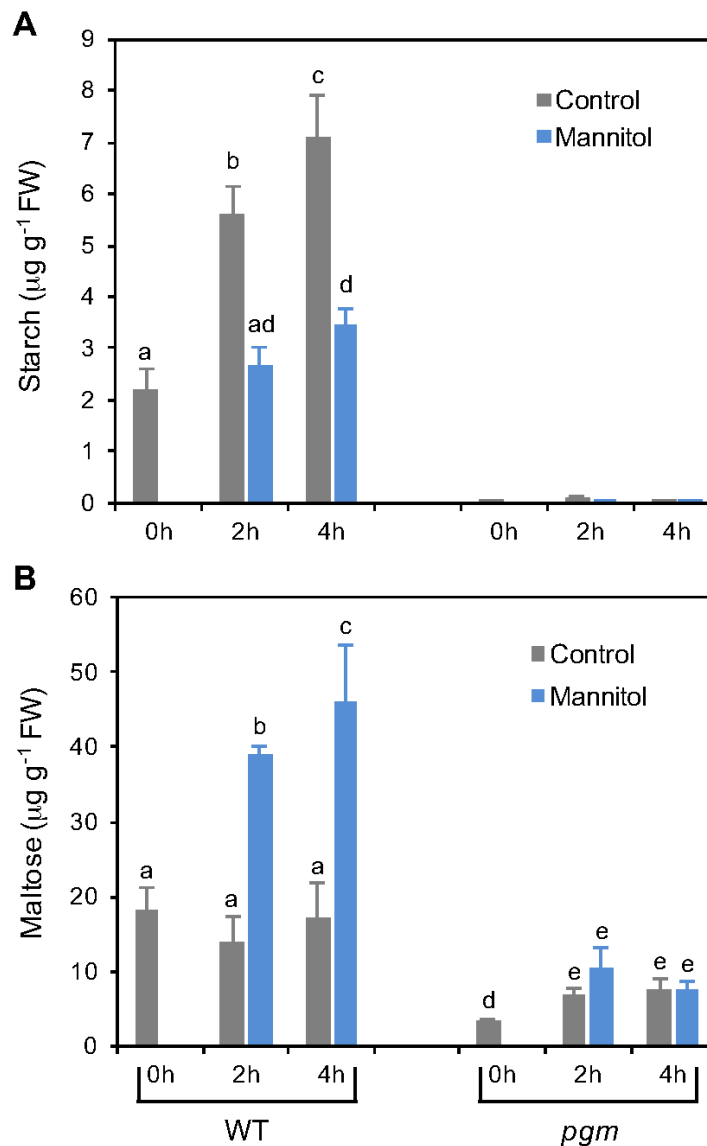 A
9
8
7
6
5
4
3
2
1
0
Starch (μg g⁻¹ FW)
Control
Mannitol
a
b
ad
c
d
0h 2h 4h 0h 2h 4h
B
60
50
40
30
20
10
0
Maltose (μg g⁻¹ FW)
Control
Mannitol
a
a
b
a
c
d
e
e
e
e
0h 2h 4h 0h 2h 4h
WT pgm